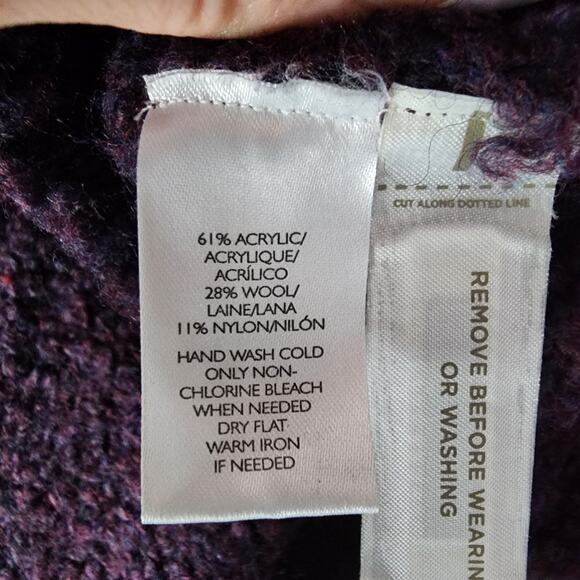 61% ACRYLIC/
ACRYLIQUE/
ACRÍLICO
28% WOOL/
LAINE/LANA
11% NYLON/NILÓN
HAND WASH COLD
ONLY NON-
CHLORINE BLEACH
WHEN NEEDED
DRY FLAT
WARM IRON
IF NEEDED
CUT ALONG DOTTED LINE
REMOVE BEFORE WEARIN
OR WASHING